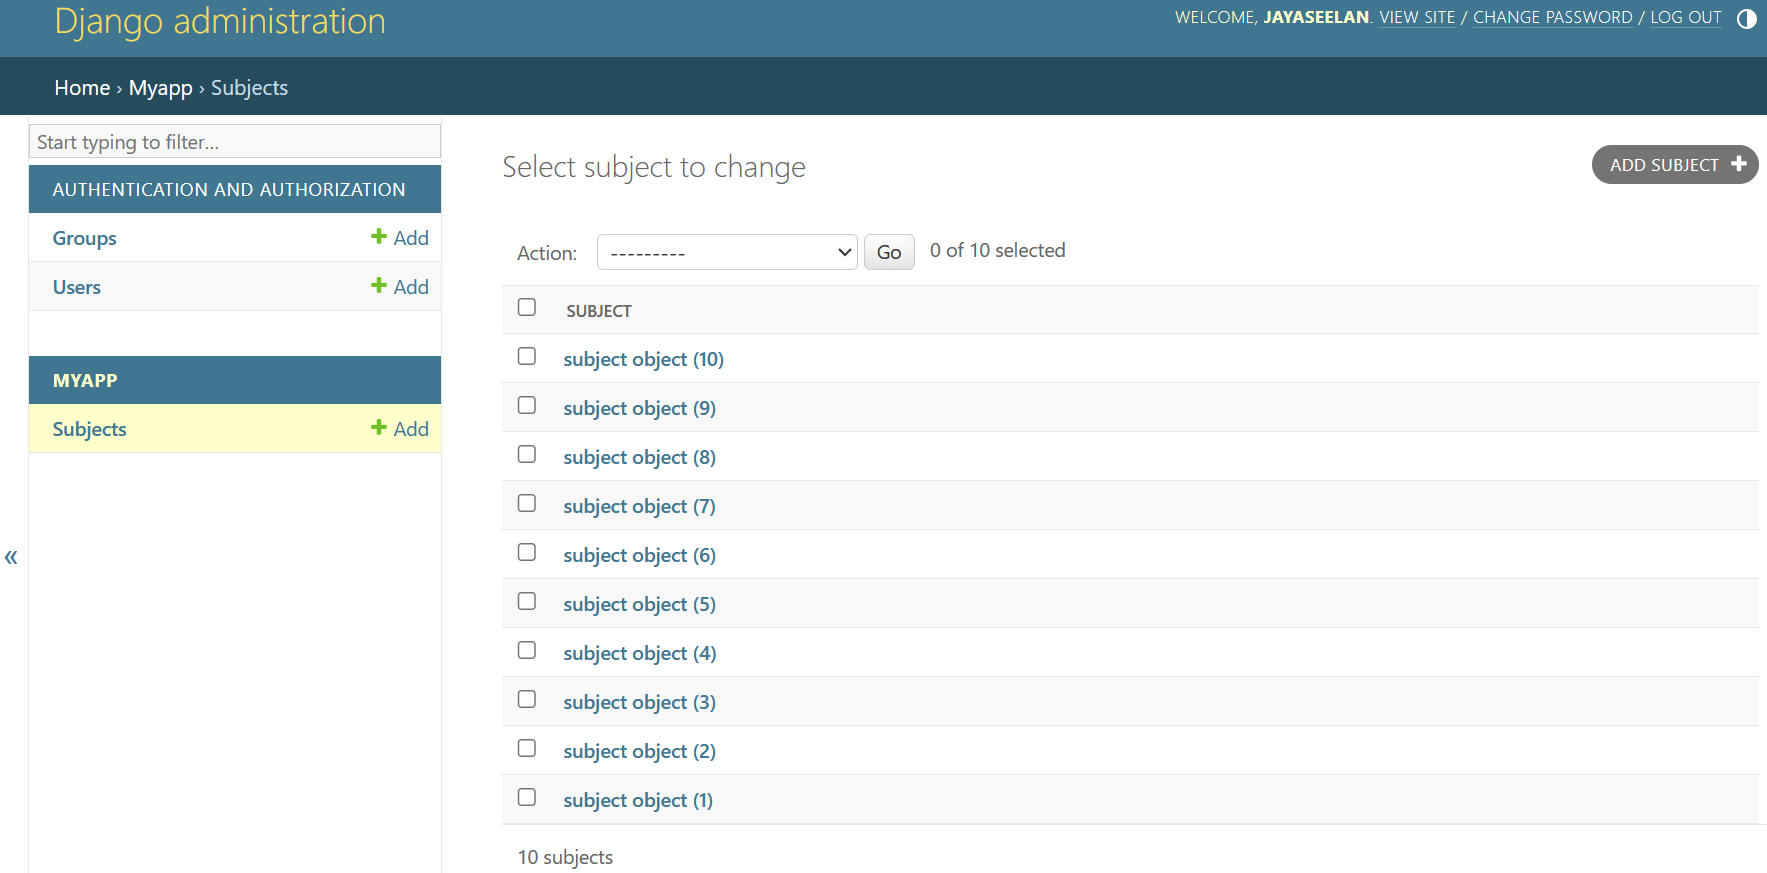 Django administration
WELCOME, JAYASEELAN. VIEW SITE / CHANGE PASSWORD / LOG OUT
Home › Myapp › Subjects
Start typing to filter...
AUTHENTICATION AND AUTHORIZATION
Groups + Add
Users + Add
MYAPP
Subjects + Add
«
Select subject to change
ADD SUBJECT +
Action: --------- Go 0 of 10 selected
SUBJECT
subject object (10)
subject object (9)
subject object (8)
subject object (7)
subject object (6)
subject object (5)
subject object (4)
subject object (3)
subject object (2)
subject object (1)
10 subjects